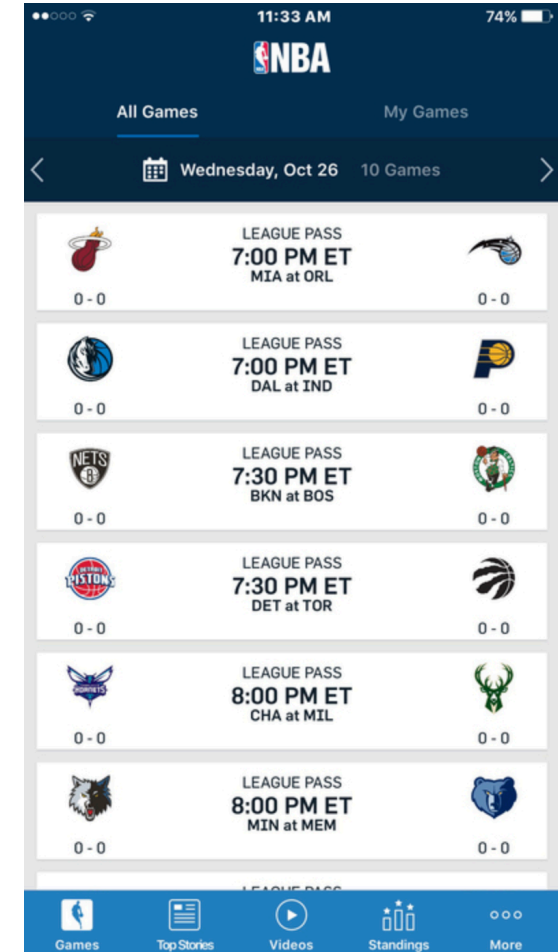 11:33 AM
74%
NBA
All Games
My Games
Wednesday, Oct 26
10 Games
LEAGUE PASS
7:00 PM ET
MIA at ORL
0 - 0
0 - 0
LEAGUE PASS
7:00 PM ET
DAL at IND
0 - 0
0 - 0
NETS
B
LEAGUE PASS
7:30 PM ET
BKN at BOS
0 - 0
0 - 0
DETROIT
PISTONS
LEAGUE PASS
7:30 PM ET
DET at TOR
0 - 0
0 - 0
HORNETS
LEAGUE PASS
8:00 PM ET
CHA at MIL
0 - 0
0 - 0
LEAGUE PASS
8:00 PM ET
MIN at MEM
0 - 0
0 - 0
LEAGUE PASS
Games
Top Stories
Videos
Standings
More